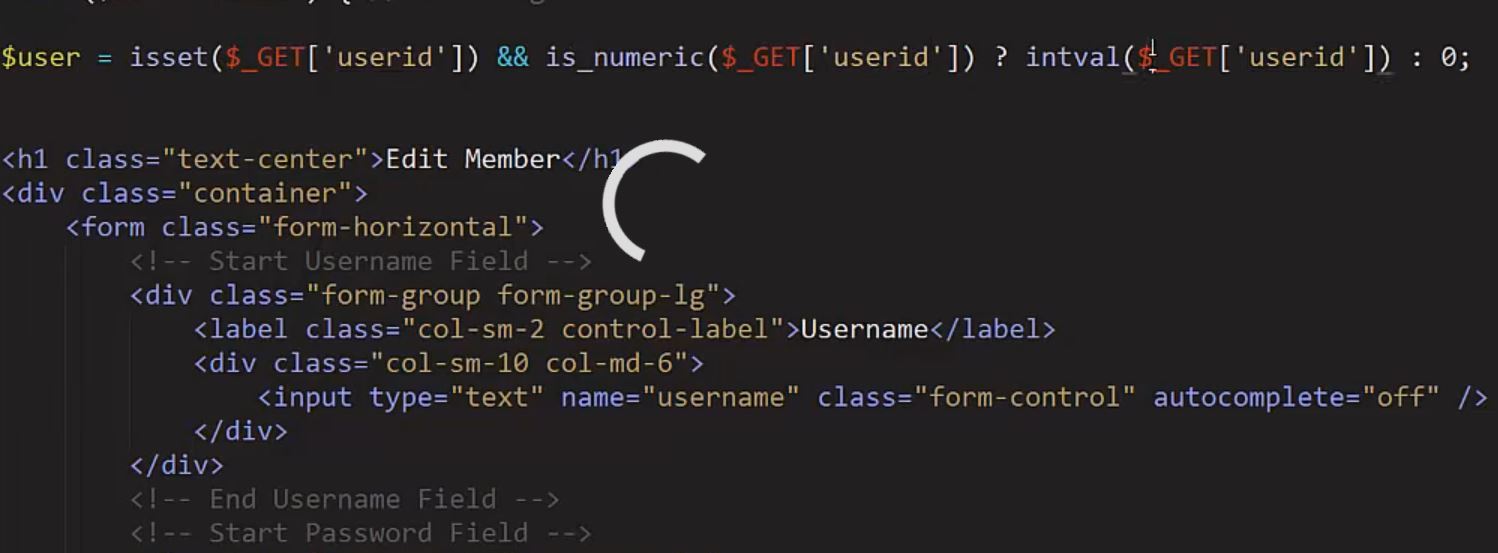 $user = isset($_GET['userid']) && is_numeric($_GET['userid']) ? intval($_GET['userid']) : 0;
<h1 class="text-center">Edit Member</h1>
<div class="container">
<form class="form-horizontal">
<!-- Start Username Field -->
<div class="form-group form-group-lg">
<label class="col-sm-2 control-label">Username</label>
<div class="col-sm-10 col-md-6">
<input type="text" name="username" class="form-control" autocomplete="off" />
</div>
</div>
<!-- End Username Field -->
<!-- Start Password Field -->